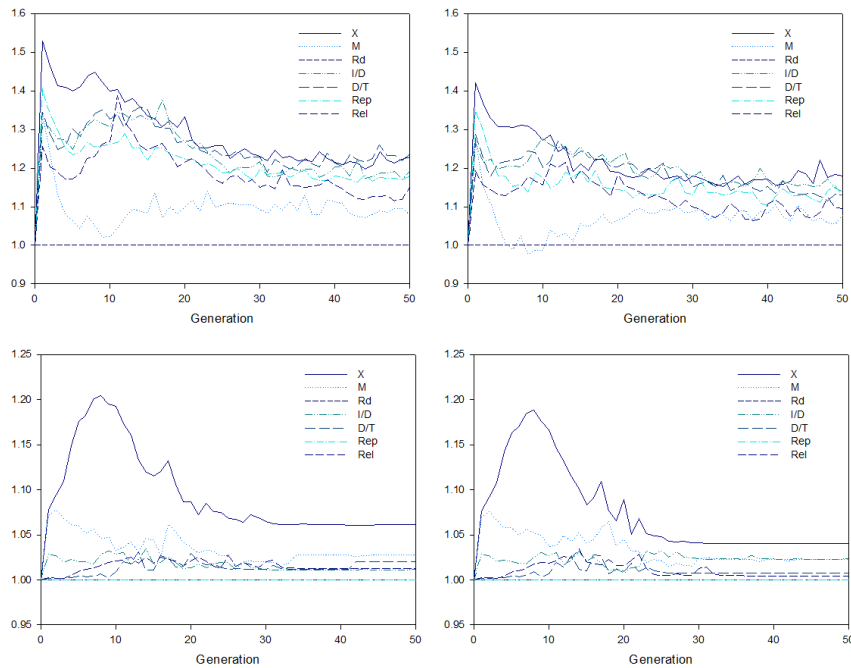 1.6
1.5
1.4
1.3
1.2
1.1
1.0
0.9
0 10 20 30 40 50
Generation
X
M
Rd
I/D
D/T
Rep
Rel
1.6
1.5
1.4
1.3
1.2
1.1
1.0
0.9
0 10 20 30 40 50
Generation
X
M
Rd
I/D
D/T
Rep
Rel
1.25
1.20
1.15
1.10
1.05
1.00
0.95
0 10 20 30 40 50
Generation
X
M
Rd
I/D
D/T
Rep
Rel
1.25
1.20
1.15
1.10
1.05
1.00
0.95
0 10 20 30 40 50
Generation
X
M
Rd
I/D
D/T
Rep
Rel